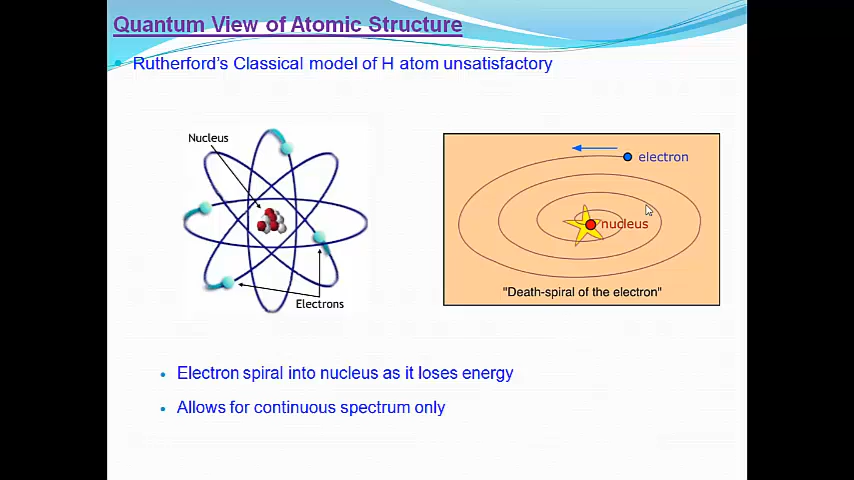 Quantum View of Atomic Structure
Rutherford's Classical model of H atom unsatisfactory
Nucleus
Electrons
electron
nucleus
"Death-spiral of the electron"
Electron spiral into nucleus as it loses energy
Allows for continuous spectrum only